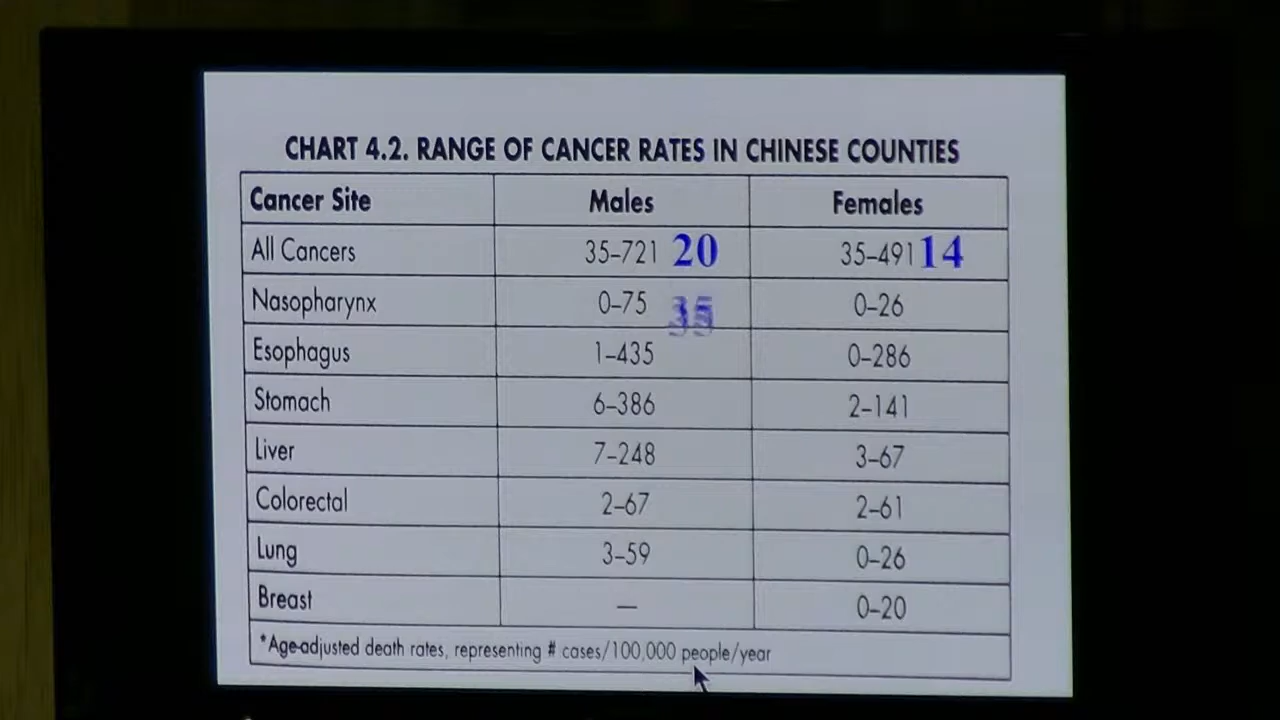 CHART 4.2. RANGE OF CANCER RATES IN CHINESE COUNTIES
Cancer Site Males Females
All Cancers 35–721 20 35–491 14
Nasopharynx 0–75 35 0–26
Esophagus 1–435 0–286
Stomach 6–386 2–141
Liver 7–248 3–67
Colorectal 2–67 2–61
Lung 3–59 0–26
Breast — 0–20
*Age-adjusted death rates, representing # cases/100,000 people/year